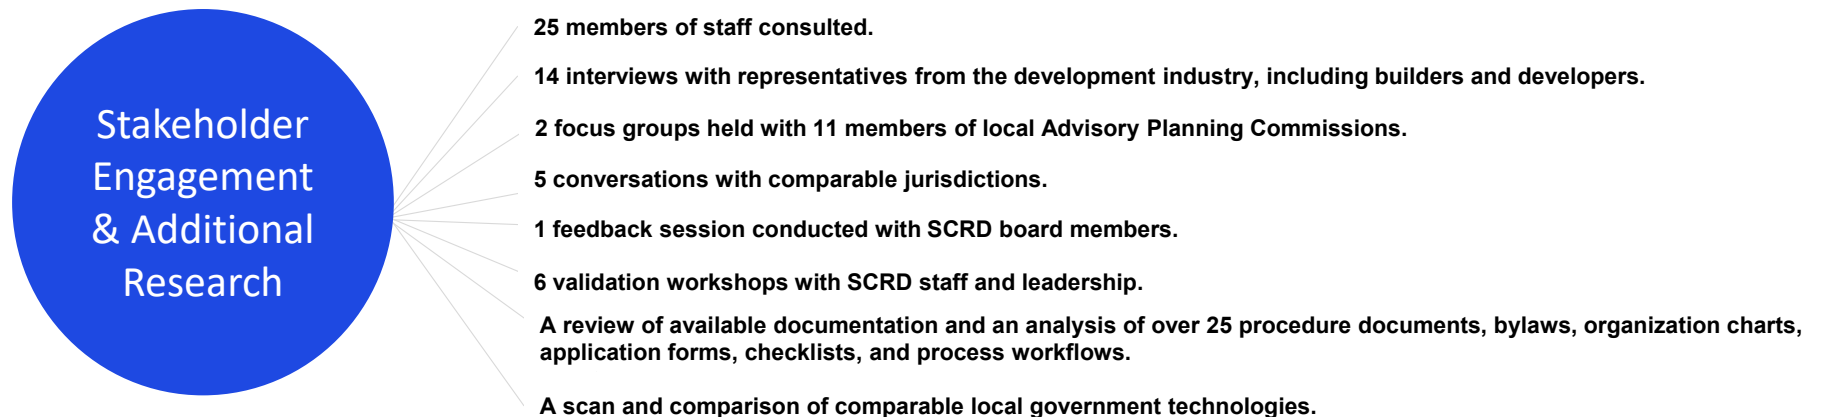 Stakeholder
Engagement
& Additional
Research
25 members of staff consulted.
14 interviews with representatives from the development industry, including builders and developers.
2 focus groups held with 11 members of local Advisory Planning Commissions.
5 conversations with comparable jurisdictions.
1 feedback session conducted with SCRD board members.
6 validation workshops with SCRD staff and leadership.
A review of available documentation and an analysis of over 25 procedure documents, bylaws, organization charts,
application forms, checklists, and process workflows.
A scan and comparison of comparable local government technologies.